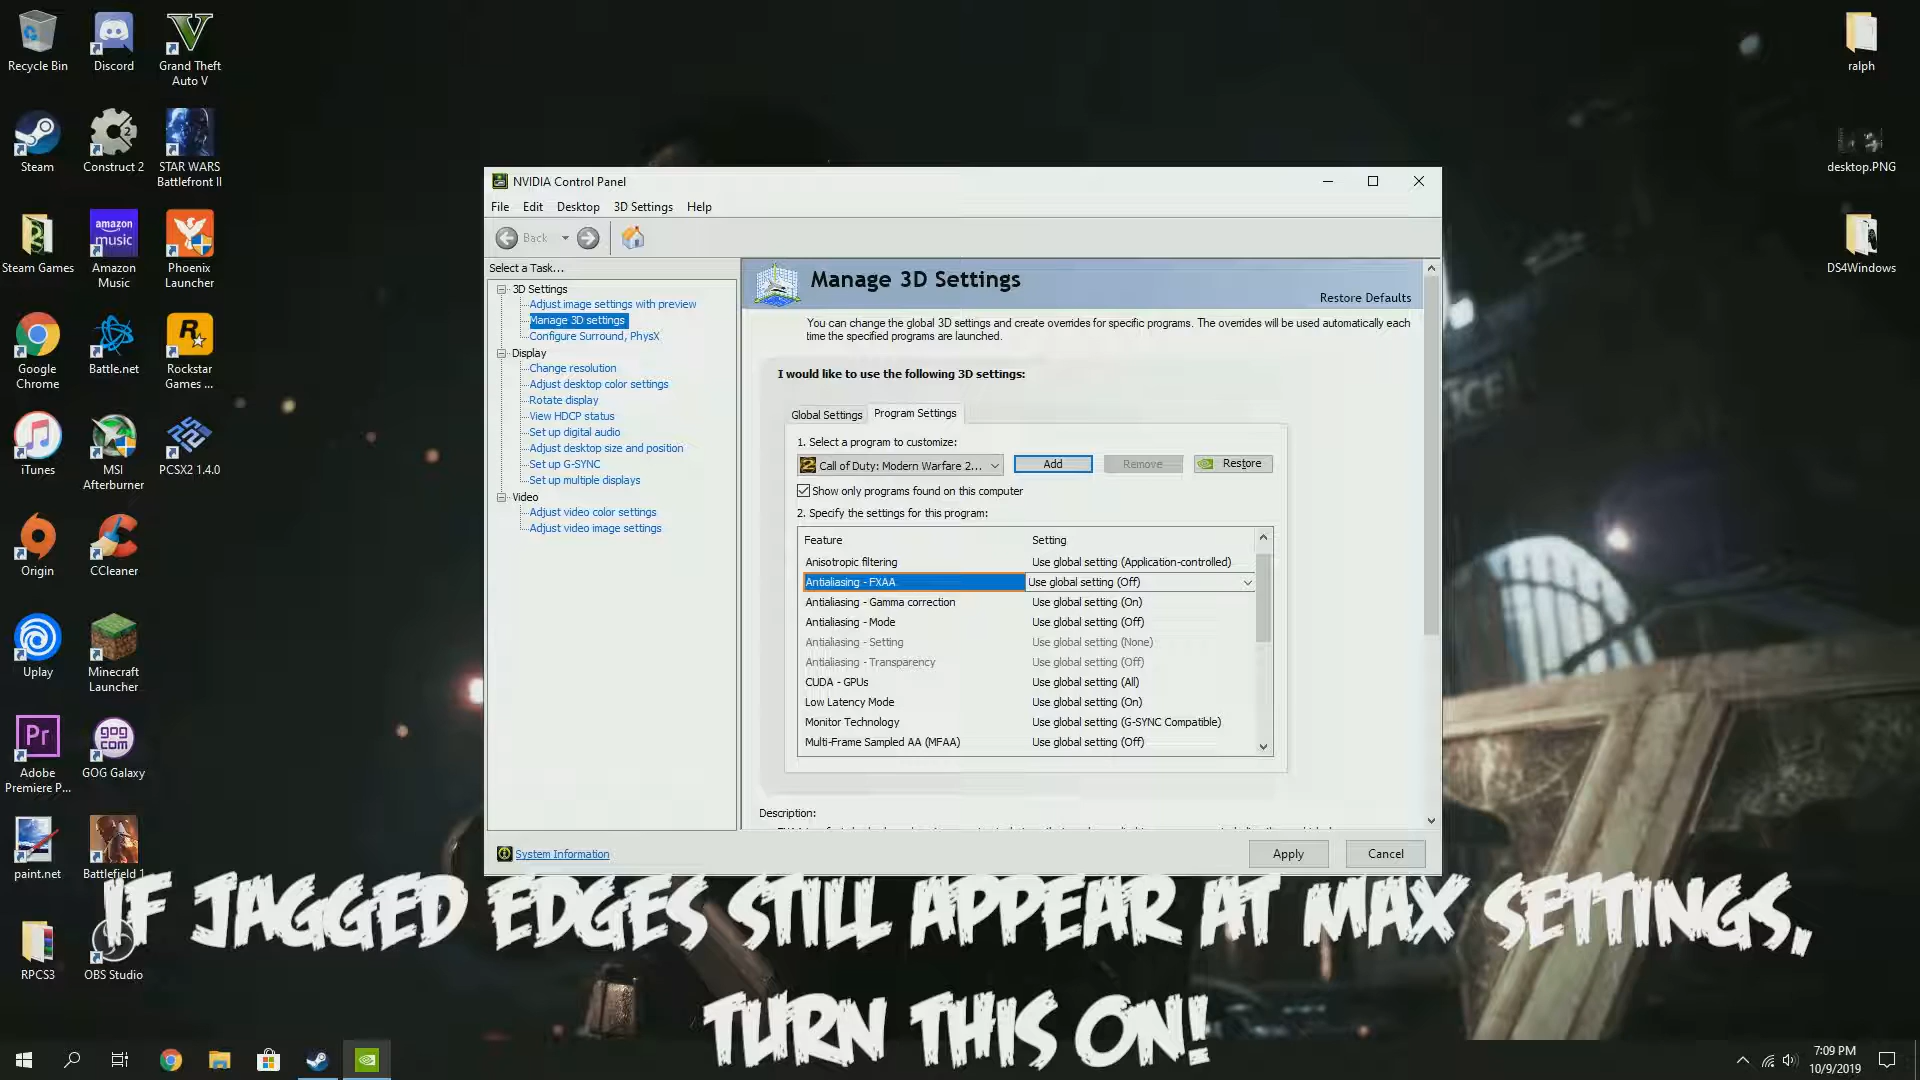 Recycle Bin
Discord
Grand Theft
Auto V
Steam
Construct 2
STAR WARS
Battlefront II
Steam Games
amazon
music
Amazon
Music
Phoenix
Launcher
Google
Chrome
Battle.net
Rockstar
Games ...
iTunes
MSI
Afterburner
PCSX2 1.4.0
Origin
CCleaner
Uplay
Minecraft
Launcher
Pr
Adobe
Premiere P...
GOG
COM
GOG Galaxy
paint.net
Battlefield 1
RPCS3
OBS Studio
ralph
desktop.PNG
DS4Windows
NVIDIA Control Panel
File Edit Desktop 3D Settings Help
Back
Select a Task...
3D Settings
Adjust image settings with preview
Manage 3D settings
Configure Surround, PhysX
Display
Change resolution
Adjust desktop color settings
Rotate display
View HDCP status
Set up digital audio
Adjust desktop size and position
Set up G-SYNC
Set up multiple displays
Video
Adjust video color settings
Adjust video image settings
System Information
Manage 3D Settings
Restore Defaults
You can change the global 3D settings and create overrides for specific programs. The overrides will be used automatically each
time the specified programs are launched.
I would like to use the following 3D settings:
Global Settings Program Settings
1. Select a program to customize:
Call of Duty: Modern Warfare 2... Add Remove Restore
Show only programs found on this computer
2. Specify the settings for this program:
Feature Setting
Anisotropic filtering Use global setting (Application-controlled)
Antialiasing - FXAA Use global setting (Off)
Antialiasing - Gamma correction Use global setting (On)
Antialiasing - Mode Use global setting (Off)
Antialiasing - Setting Use global setting (None)
Antialiasing - Transparency Use global setting (Off)
CUDA - GPUs Use global setting (All)
Low Latency Mode Use global setting (On)
Monitor Technology Use global setting (G-SYNC Compatible)
Multi-Frame Sampled AA (MFAA) Use global setting (Off)
Description:
Apply Cancel
IF JAGGED EDGES STILL APPEAR AT MAX SETTINGS,
TURN THIS ON!
7:09 PM
10/9/2019